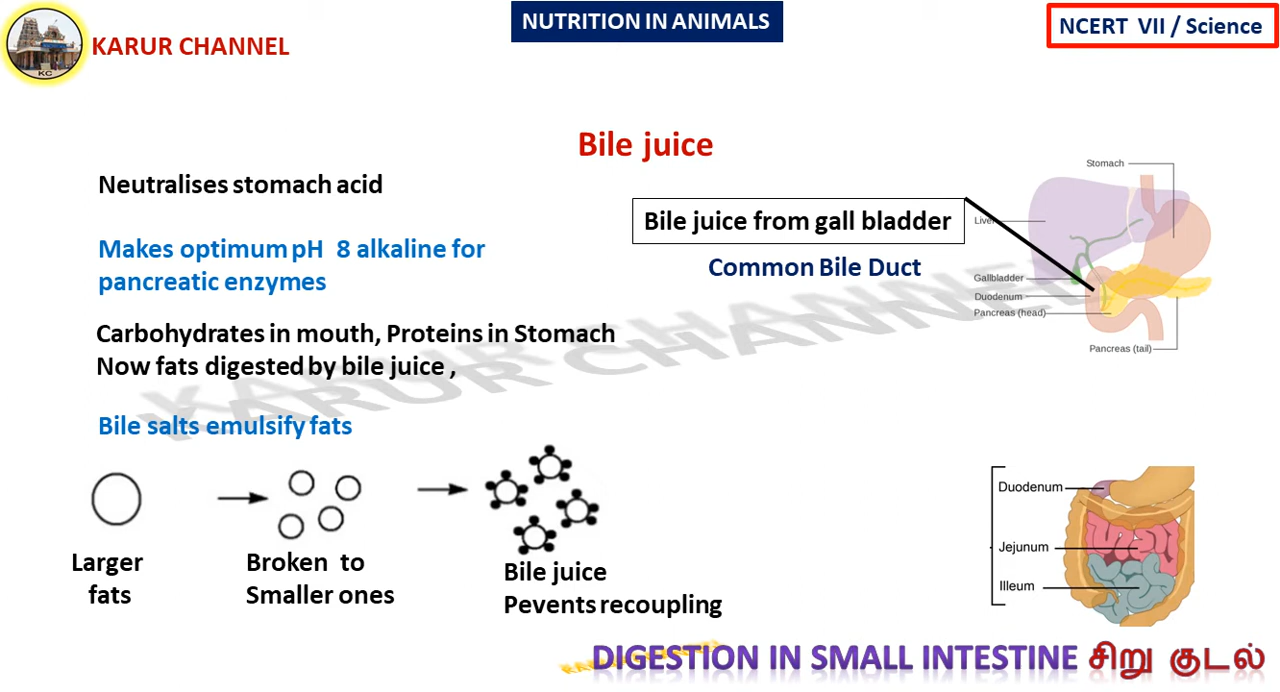 NUTRITION IN ANIMALS
NCERT VII / Science
KARUR CHANNEL
KC
Bile juice
Neutralises stomach acid
Makes optimum pH 8 alkaline for
pancreatic enzymes
Carbohydrates in mouth, Proteins in Stomach
Now fats digested by bile juice ,
Bile salts emulsify fats
Larger
fats
Broken to
Smaller ones
Bile juice
Pevents recoupling
Bile juice from gall bladder
Common Bile Duct
Stomach
Liver
Gallbladder
Duodenum
Pancreas (head)
Pancreas (tail)
KARUR CHANNEL
Duodenum
Jejunum
Illeum
DIGESTION IN SMALL INTESTINE சிறு குடல்